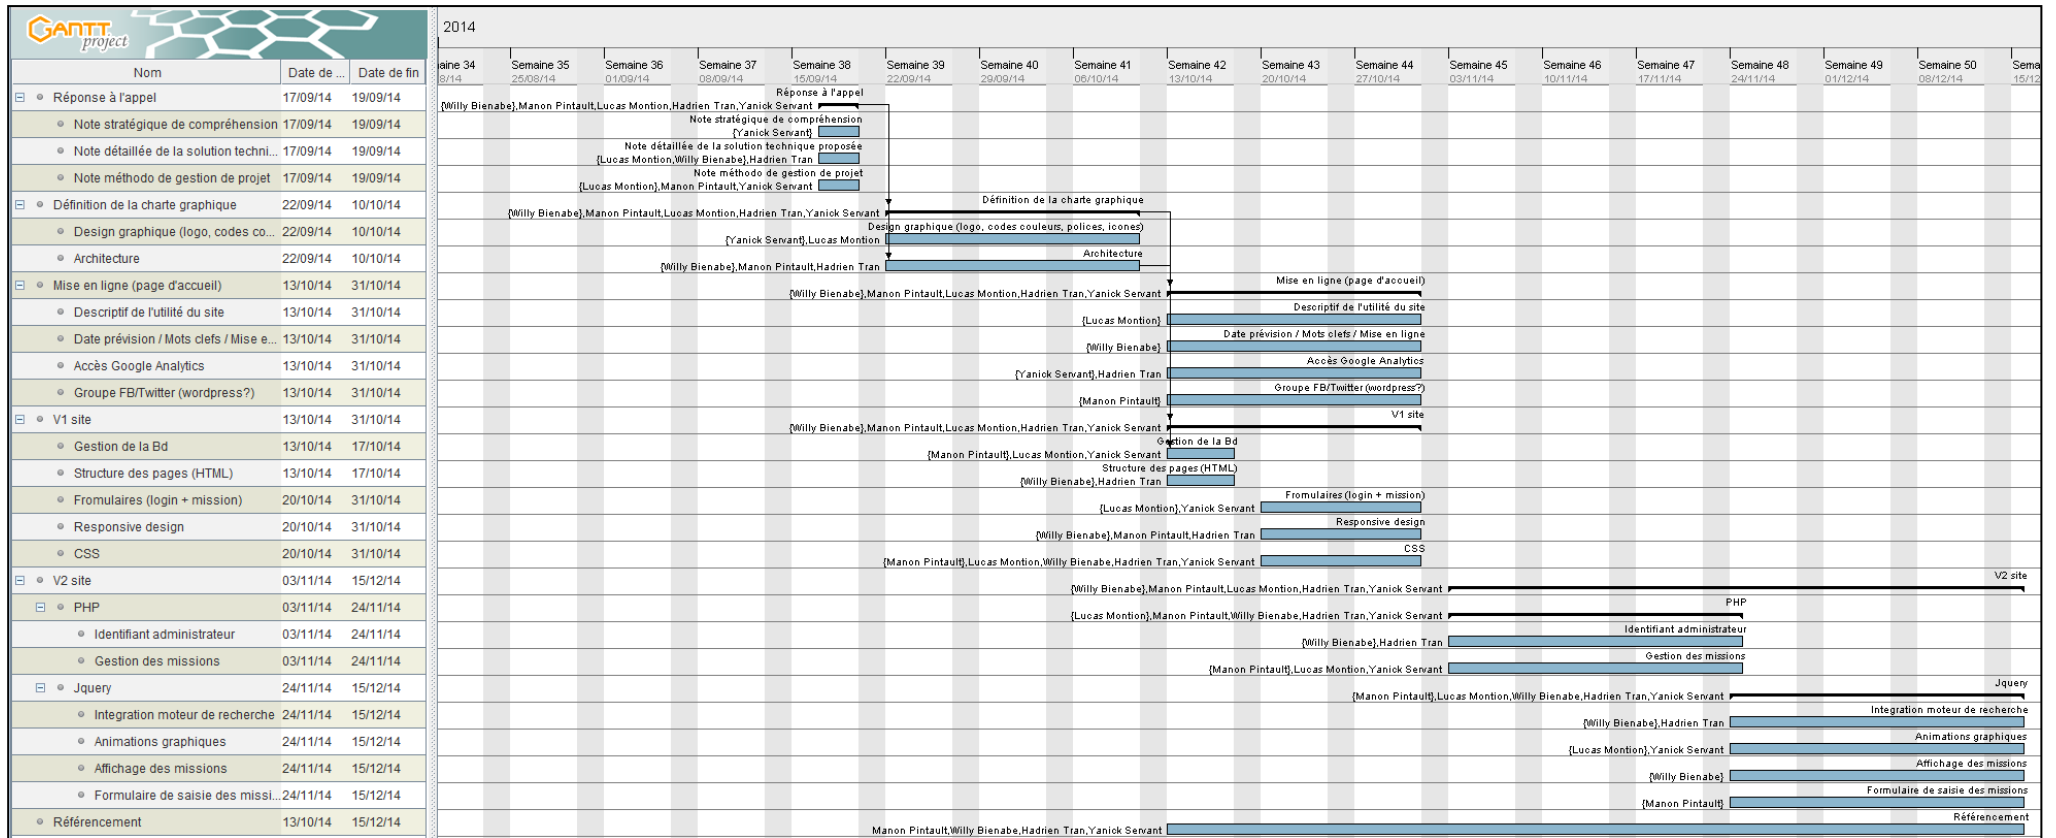 GANTT project
2014
Nom Date de ... Date de fin
aine 34 Semaine 35 Semaine 36 Semaine 37 Semaine 38 Semaine 39 Semaine 40 Semaine 41 Semaine 42 Semaine 43 Semaine 44 Semaine 45 Semaine 46 Semaine 47 Semaine 48 Semaine 49 Semaine 50 Sema
8/14 25/08/14 01/09/14 08/09/14 15/09/14 22/09/14 29/09/14 06/10/14 13/10/14 20/10/14 27/10/14 03/11/14 10/11/14 17/11/14 24/11/14 01/12/14 08/12/14 15/12
Réponse à l'appel 17/09/14 19/09/14
Réponse à l'appel
{Willy Bienabe},Manon Pintault,Lucas Montion,Hadrien Tran,Yanick Servant
Note stratégique de compréhension 17/09/14 19/09/14
Note stratégique de compréhension
{Yanick Servant}
Note détaillée de la solution techni... 17/09/14 19/09/14
Note détaillée de la solution technique proposée
{Lucas Montion,Willy Bienabe},Hadrien Tran
Note méthodo de gestion de projet 17/09/14 19/09/14
Note méthodo de gestion de projet
{Lucas Montion},Manon Pintault,Yanick Servant
Définition de la charte graphique 22/09/14 10/10/14
Définition de la charte graphique
{Willy Bienabe},Manon Pintault,Lucas Montion,Hadrien Tran,Yanick Servant
Design graphique (logo, codes co... 22/09/14 10/10/14
Design graphique (logo, codes couleurs, polices, icones)
{Yanick Servant},Lucas Montion
Architecture 22/09/14 10/10/14
Architecture
{Willy Bienabe},Manon Pintault,Hadrien Tran
Mise en ligne (page d'accueil) 13/10/14 31/10/14
Mise en ligne (page d'accueil)
{Willy Bienabe},Manon Pintault,Lucas Montion,Hadrien Tran,Yanick Servant
Descriptif de l'utilité du site 13/10/14 31/10/14
Descriptif de l'utilité du site
{Lucas Montion}
Date prévision / Mots clefs / Mise e... 13/10/14 31/10/14
Date prévision / Mots clefs / Mise en ligne
{Willy Bienabe}
Accès Google Analytics 13/10/14 31/10/14
Accès Google Analytics
{Yanick Servant},Hadrien Tran
Groupe FB/Twitter (wordpress?) 13/10/14 31/10/14
Groupe FB/Twitter (wordpress?)
{Manon Pintault}
V1 site 13/10/14 31/10/14
V1 site
{Willy Bienabe},Manon Pintault,Lucas Montion,Hadrien Tran,Yanick Servant
Gestion de la Bd 13/10/14 17/10/14
Gestion de la Bd
{Manon Pintault},Lucas Montion,Yanick Servant
Structure des pages (HTML) 13/10/14 17/10/14
Structure des pages (HTML)
{Willy Bienabe},Hadrien Tran
Fromulaires (login + mission) 20/10/14 31/10/14
Fromulaires (login + mission)
{Lucas Montion},Yanick Servant
Responsive design 20/10/14 31/10/14
Responsive design
{Willy Bienabe},Manon Pintault,Hadrien Tran
CSS 20/10/14 31/10/14
CSS
{Manon Pintault},Lucas Montion,Willy Bienabe,Hadrien Tran,Yanick Servant
V2 site 03/11/14 15/12/14
V2 site
{Willy Bienabe},Manon Pintault,Lucas Montion,Hadrien Tran,Yanick Servant
PHP 03/11/14 24/11/14
PHP
{Lucas Montion},Manon Pintault,Willy Bienabe,Hadrien Tran,Yanick Servant
Identifiant administrateur 03/11/14 24/11/14
Identifiant administrateur
{Willy Bienabe},Hadrien Tran
Gestion des missions 03/11/14 24/11/14
Gestion des missions
{Manon Pintault},Lucas Montion,Yanick Servant
Jquery 24/11/14 15/12/14
Jquery
{Manon Pintault},Lucas Montion,Willy Bienabe,Hadrien Tran,Yanick Servant
Integration moteur de recherche 24/11/14 15/12/14
Integration moteur de recherche
{Willy Bienabe},Hadrien Tran
Animations graphiques 24/11/14 15/12/14
Animations graphiques
{Lucas Montion},Yanick Servant
Affichage des missions 24/11/14 15/12/14
Affichage des missions
{Willy Bienabe}
Formulaire de saisie des missi... 24/11/14 15/12/14
Formulaire de saisie des missions
{Manon Pintault}
Référencement 13/10/14 15/12/14
Référencement
Manon Pintault,Willy Bienabe,Hadrien Tran,Yanick Servant